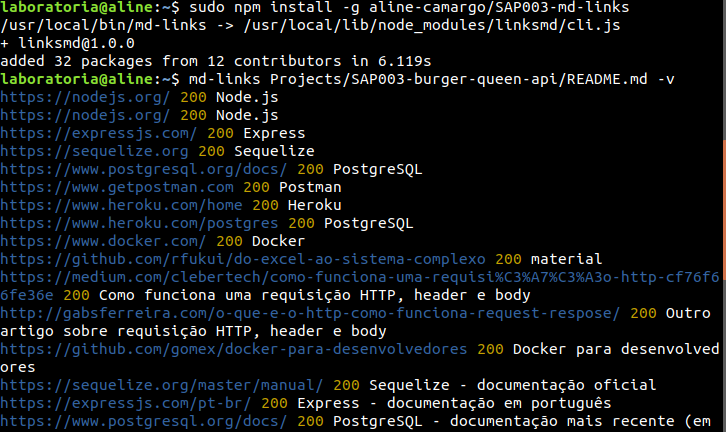 laboratoria@aline:~$ sudo npm install -g aline-camargo/SAP003-md-links
/usr/local/bin/md-links -> /usr/local/lib/node_modules/linksmd/cli.js
+ linksmd@1.0.0
added 32 packages from 12 contributors in 6.119s
laboratoria@aline:~$ md-links Projects/SAP003-burger-queen-api/README.md -v
https://nodejs.org/ 200 Node.js
https://nodejs.org/ 200 Node.js
https://expressjs.com/ 200 Express
https://sequelize.org 200 Sequelize
https://www.postgresql.org/docs/ 200 PostgreSQL
https://www.getpostman.com 200 Postman
https://www.heroku.com/home 200 Heroku
https://www.heroku.com/postgres 200 PostgreSQL
https://www.docker.com/ 200 Docker
https://github.com/rfukui/do-excel-ao-sistema-complexo 200 material
https://medium.com/clebertech/como-funciona-uma-requisi%C3%A7%C3%A3o-http-cf76f6
6fe36e 200 Como funciona uma requisição HTTP, header e body
http://gabsferreira.com/o-que-e-o-http-como-funciona-request-respose/ 200 Outro
artigo sobre requisição HTTP, header e body
https://github.com/gomex/docker-para-desenvolvedores 200 Docker para desenvolved
ores
https://sequelize.org/master/manual/ 200 Sequelize - documentação oficial
https://expressjs.com/pt-br/ 200 Express - documentação em português
https://www.postgresql.org/docs/ 200 PostgreSQL - documentação mais recente (em